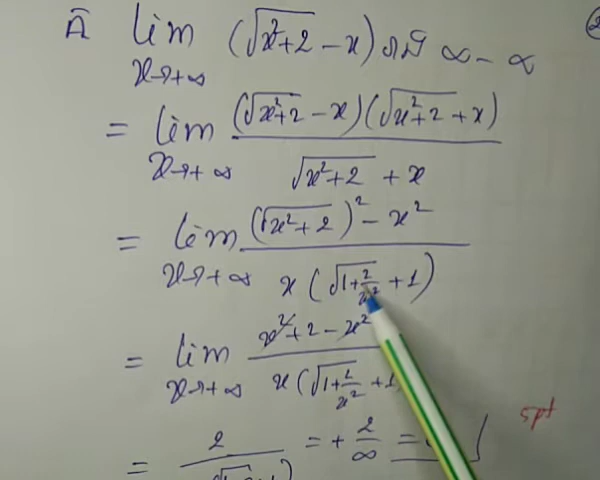 lim (√x²+2 - x) ∞ - ∝
x→+∞
= lim (√x²+2 - x)(√x²+2 + x)
x→+∞ √x²+2 + x
= lim (√x²+2)² - x²
x→+∞ x(√1+2/x² + 1)
= lim x²+2-x²
x→+∞ x(√1+1/x² + 1
= 2 = + 2/∞ =
5pt